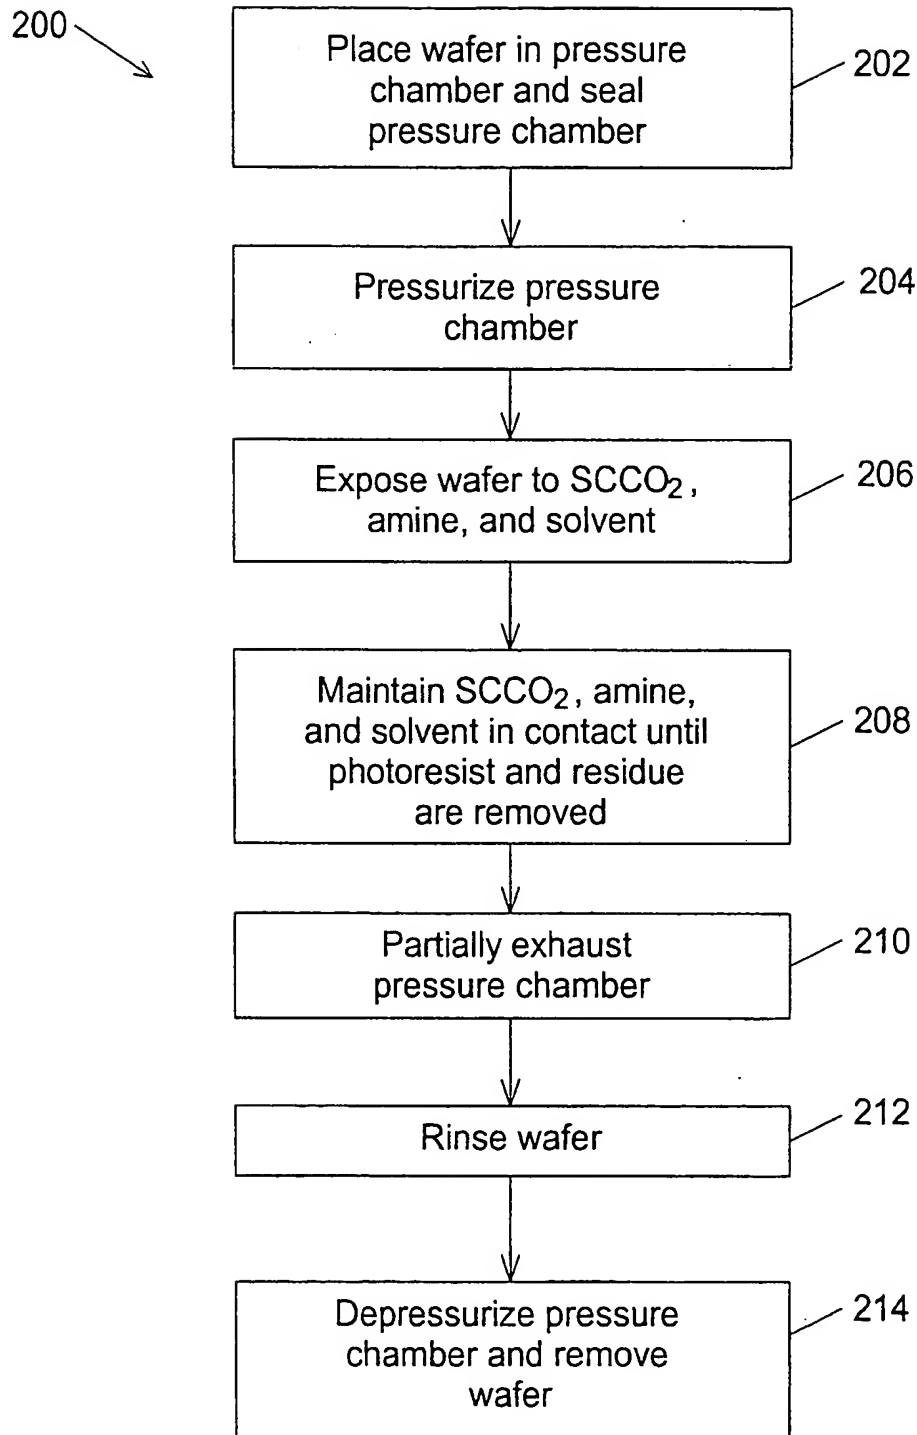 200
Place wafer in pressure
chamber and seal
pressure chamber
202
Pressurize pressure
chamber
204
Expose wafer to SCCO₂,
amine, and solvent
206
Maintain SCCO₂, amine,
and solvent in contact until
photoresist and residue
are removed
208
Partially exhaust
pressure chamber
210
Rinse wafer
212
Depressurize pressure
chamber and remove
wafer
214